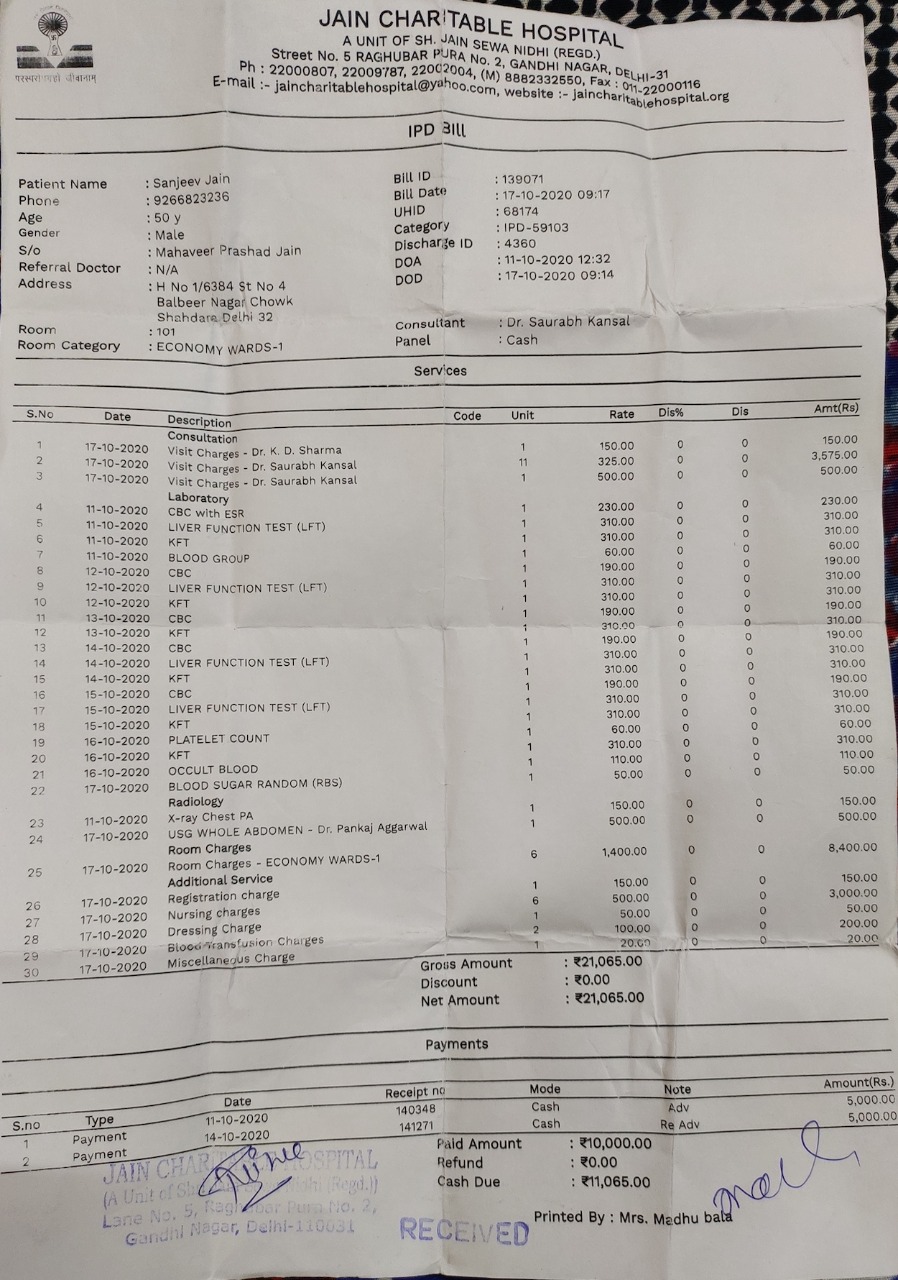 परस्परोपग्रहो जीवानाम्
JAIN CHARITABLE HOSPITAL
A UNIT OF SH. JAIN SEWA NIDHI (REGD.)
Street No. 5 RAGHUBAR PURA No. 2, GANDHI NAGAR, DELHI-31
Ph : 22000807, 22009787, 22002004, (M) 8882332550, Fax : 011-22000116
E-mail :- jaincharitablehospital@yahoo.com, website :- jaincharitablehospital.org
IPD BILL
Patient Name : Sanjeev Jain Bill ID : 139071
Phone : 9266823236 Bill Date : 17-10-2020 09:17
Age : 50 y UHID : 68174
Gender : Male Category : IPD-59103
S/o : Mahaveer Prashad Jain Discharge ID : 4360
Referral Doctor : N/A DOA : 11-10-2020 12:32
Address : H No 1/6384 St No 4 DOD : 17-10-2020 09:14
Balbeer Nagar Chowk
Shahdara Delhi 32
Room : 101 Consultant : Dr. Saurabh Kansal
Room Category : ECONOMY WARDS-1 Panel : Cash
Services
S.No Date Description Code Unit Rate Dis% Dis Amt(Rs)
Consultation
1 17-10-2020 Visit Charges - Dr. K. D. Sharma 1 150.00 0 0 150.00
2 17-10-2020 Visit Charges - Dr. Saurabh Kansal 11 325.00 0 0 3,575.00
3 17-10-2020 Visit Charges - Dr. Saurabh Kansal 1 500.00 0 0 500.00
Laboratory
4 11-10-2020 CBC with ESR 1 230.00 0 0 230.00
5 11-10-2020 LIVER FUNCTION TEST (LFT) 1 310.00 0 0 310.00
6 11-10-2020 KFT 1 310.00 0 0 310.00
7 11-10-2020 BLOOD GROUP 1 60.00 0 0 60.00
8 12-10-2020 CBC 1 190.00 0 0 190.00
9 12-10-2020 LIVER FUNCTION TEST (LFT) 1 310.00 0 0 310.00
10 12-10-2020 KFT 1 310.00 0 0 310.00
11 13-10-2020 CBC 1 190.00 0 0 190.00
12 13-10-2020 KFT 1 310.00 0 0 310.00
13 14-10-2020 CBC 1 190.00 0 0 190.00
14 14-10-2020 LIVER FUNCTION TEST (LFT) 1 310.00 0 0 310.00
15 14-10-2020 KFT 1 310.00 0 0 310.00
16 15-10-2020 CBC 1 190.00 0 0 190.00
17 15-10-2020 LIVER FUNCTION TEST (LFT) 1 310.00 0 0 310.00
18 15-10-2020 KFT 1 310.00 0 0 310.00
19 16-10-2020 PLATELET COUNT 1 60.00 0 0 60.00
20 16-10-2020 KFT 1 310.00 0 0 310.00
21 16-10-2020 OCCULT BLOOD 1 110.00 0 0 110.00
22 17-10-2020 BLOOD SUGAR RANDOM (RBS) 1 50.00 0 0 50.00
Radiology
23 11-10-2020 X-ray Chest PA 1 150.00 0 0 150.00
24 17-10-2020 USG WHOLE ABDOMEN - Dr. Pankaj Aggarwal 1 500.00 0 0 500.00
Room Charges
25 17-10-2020 Room Charges - ECONOMY WARDS-1 6 1,400.00 0 0 8,400.00
Additional Service
26 17-10-2020 Registration charge 1 150.00 0 0 150.00
27 17-10-2020 Nursing charges 6 500.00 0 0 3,000.00
28 17-10-2020 Dressing Charge 1 50.00 0 0 50.00
29 17-10-2020 Blood Transfusion Charges 2 100.00 0 0 200.00
30 17-10-2020 Miscellaneous Charge 1 20.00 0 0 20.00
Gross Amount : ₹21,065.00
Discount : ₹0.00
Net Amount : ₹21,065.00
Payments
S.no Type Date Receipt no Mode Note Amount(Rs.)
1 Payment 11-10-2020 140348 Cash Adv 5,000.00
2 Payment 14-10-2020 141271 Cash Re Adv 5,000.00
Paid Amount : ₹10,000.00
Refund : ₹0.00
Cash Due : ₹11,065.00
JAIN CHARITABLE HOSPITAL
(A Unit of Sh. Nidhi (Regd.))
Lane No. 5, Raghubar Pura No. 2,
Gandhi Nagar, Delhi-110031
RECEIVED
Printed By : Mrs. Madhu bala